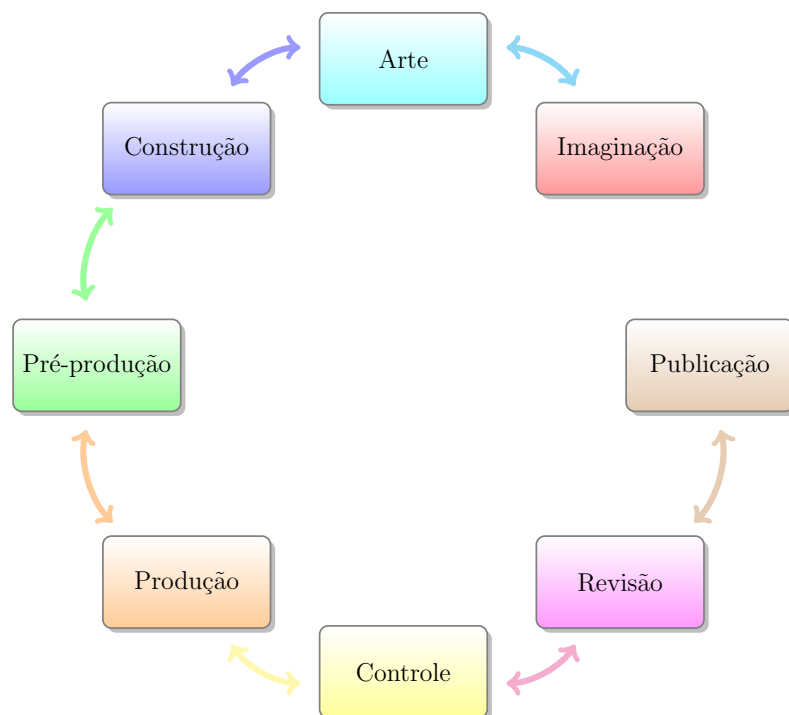 Arte
Construção
Imaginação
Pré-produção
Publicação
Produção
Revisão
Controle